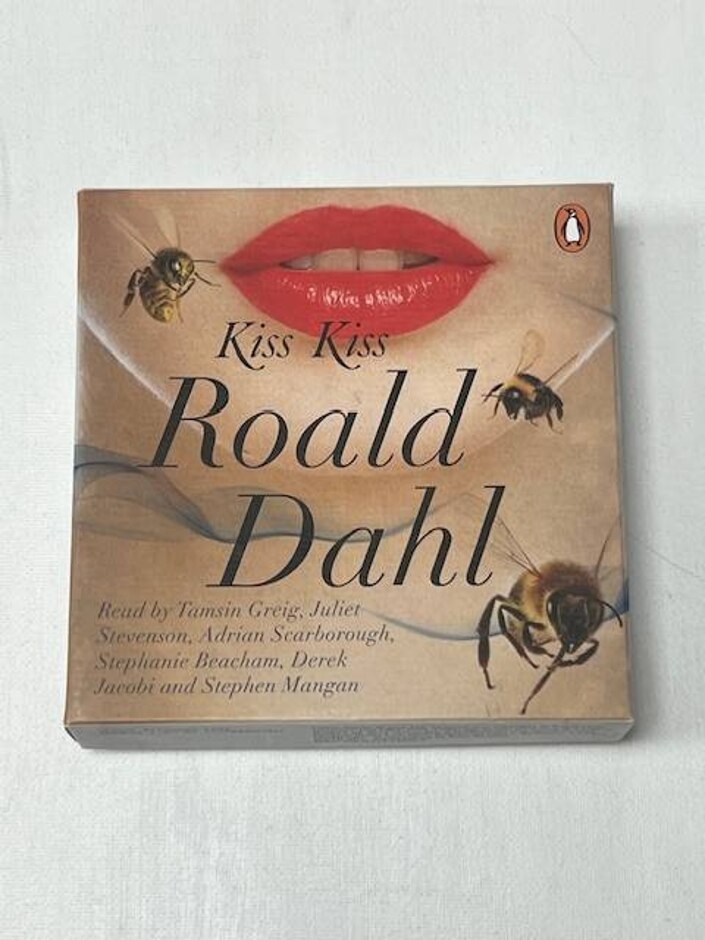 Kiss Kiss
Roald
Dahl
Read by Tamsin Greig, Juliet
Stevenson, Adrian Scarborough,
Stephanie Beacham, Derek
Jacobi and Stephen Mangan